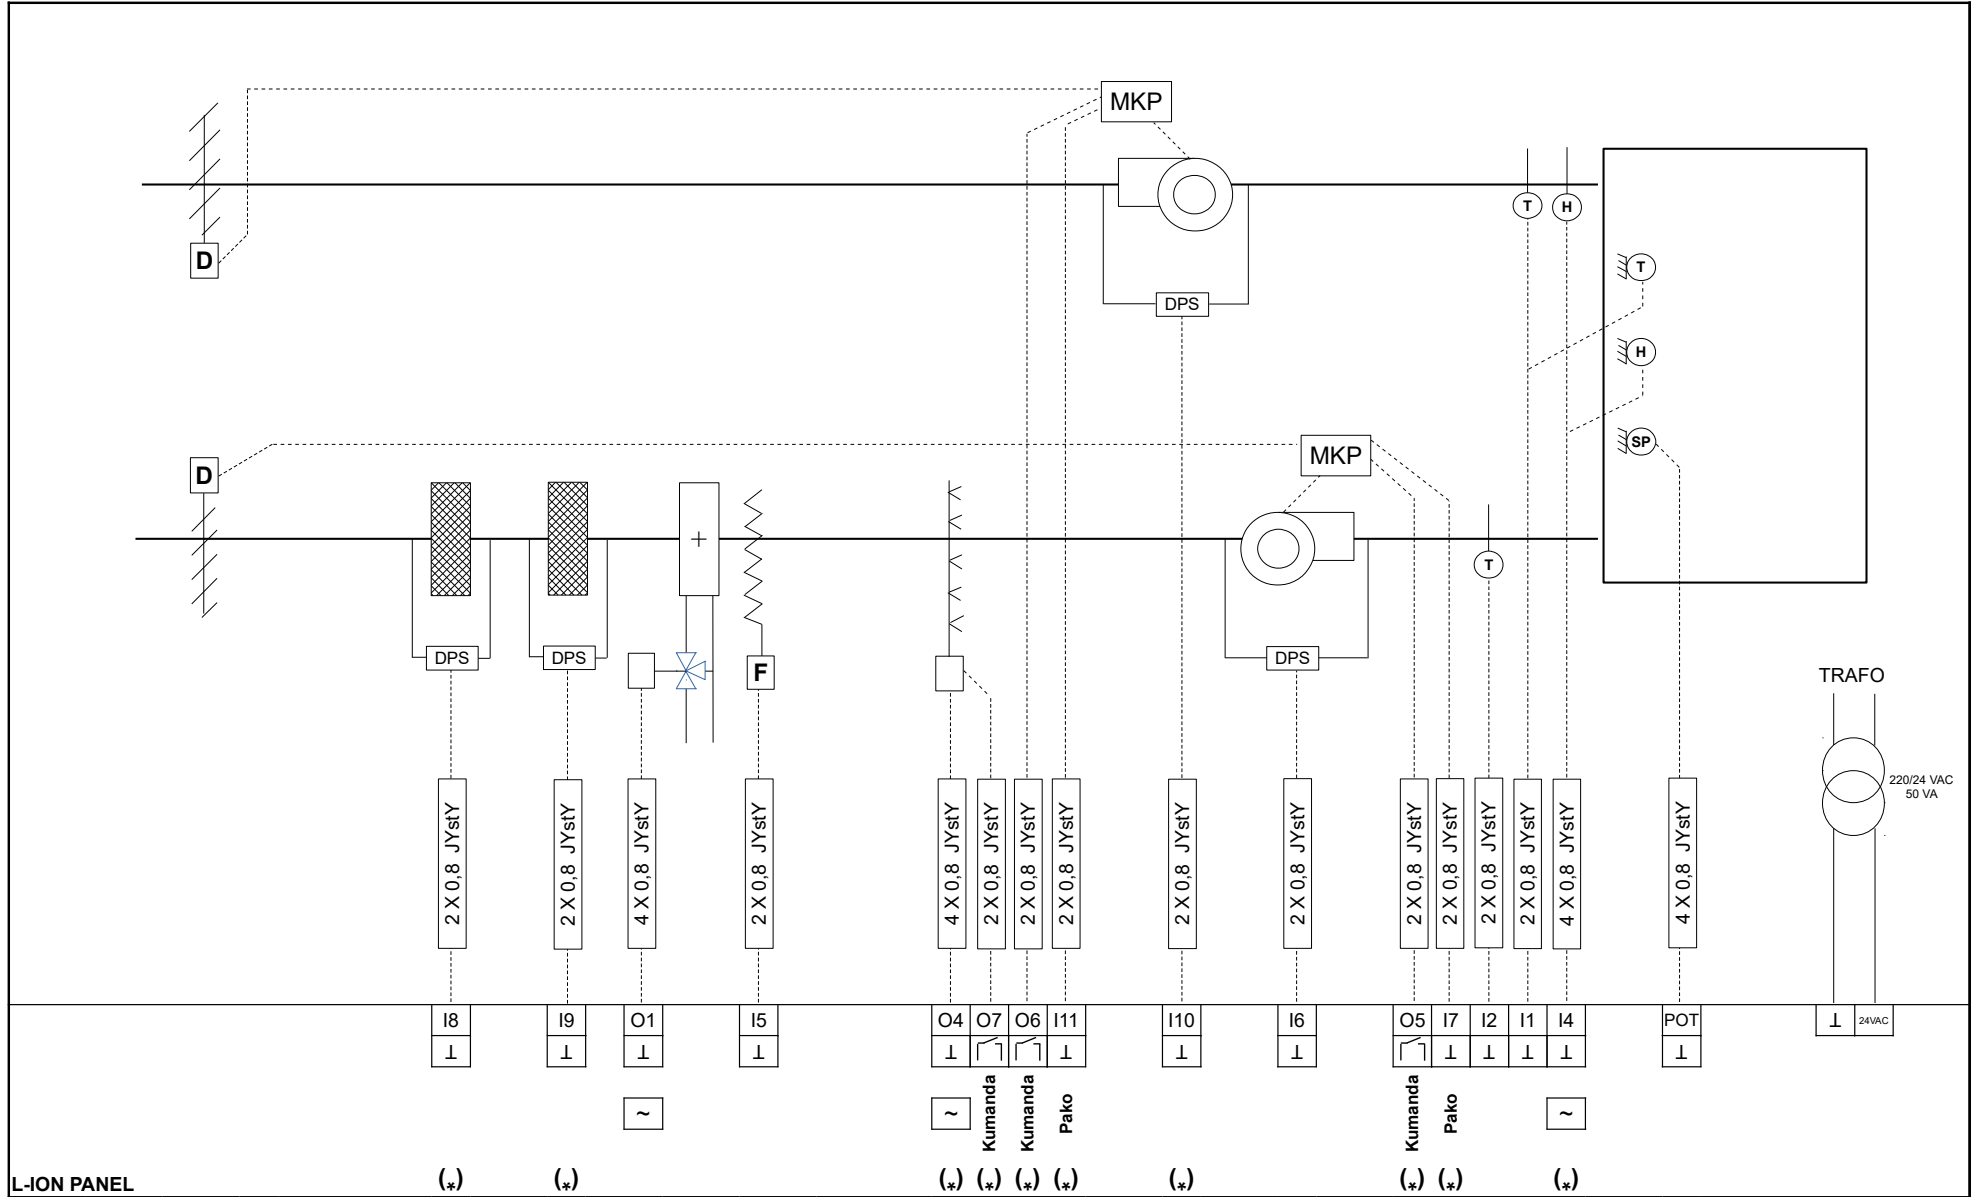 MKP
T
H
D
T
DPS
H
SP
MKP
D
+
T
DPS
DPS
DPS
F
TRAFO
220/24 VAC
50 VA
2 X 0,8 JYstY
2 X 0,8 JYstY
4 X 0,8 JYstY
2 X 0,8 JYstY
4 X 0,8 JYstY
2 X 0,8 JYstY
2 X 0,8 JYstY
2 X 0,8 JYstY
2 X 0,8 JYstY
2 X 0,8 JYstY
2 X 0,8 JYstY
2 X 0,8 JYstY
2 X 0,8 JYstY
2 X 0,8 JYstY
4 X 0,8 JYstY
4 X 0,8 JYstY
I8
I9
O1
I5
O4
O7
O6
I11
I10
I6
O5
I7
I2
I1
I4
POT
⊥
24VAC
⊥
⊥
⊥
⊥
⊥
⊥
⊥
⊥
⊥
⊥
⊥
⊥
⊥
~
~
Kumanda
Kumanda
Pako
Kumanda
Pako
~
L-ION PANEL
(*)
(*)
(*)
(*)
(*)
(*)
(*)
(*)
(*)
(*)